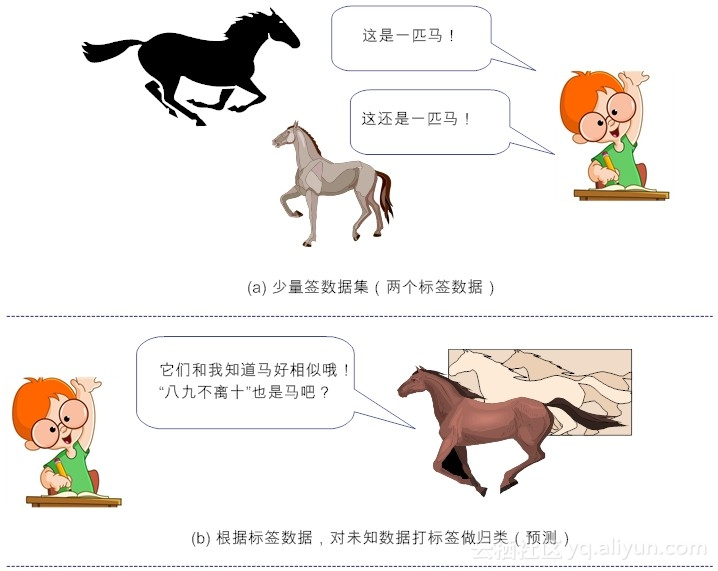 这是一匹马！
这还是一匹马！
(a) 少量签数据集（两个标签数据）
它们和我知道马好相似哦！
“八九不离十”也是马吧？
(b) 根据标签数据，对未知数据打标签做归类（预测）
云栖社区 yq.aliyun.com